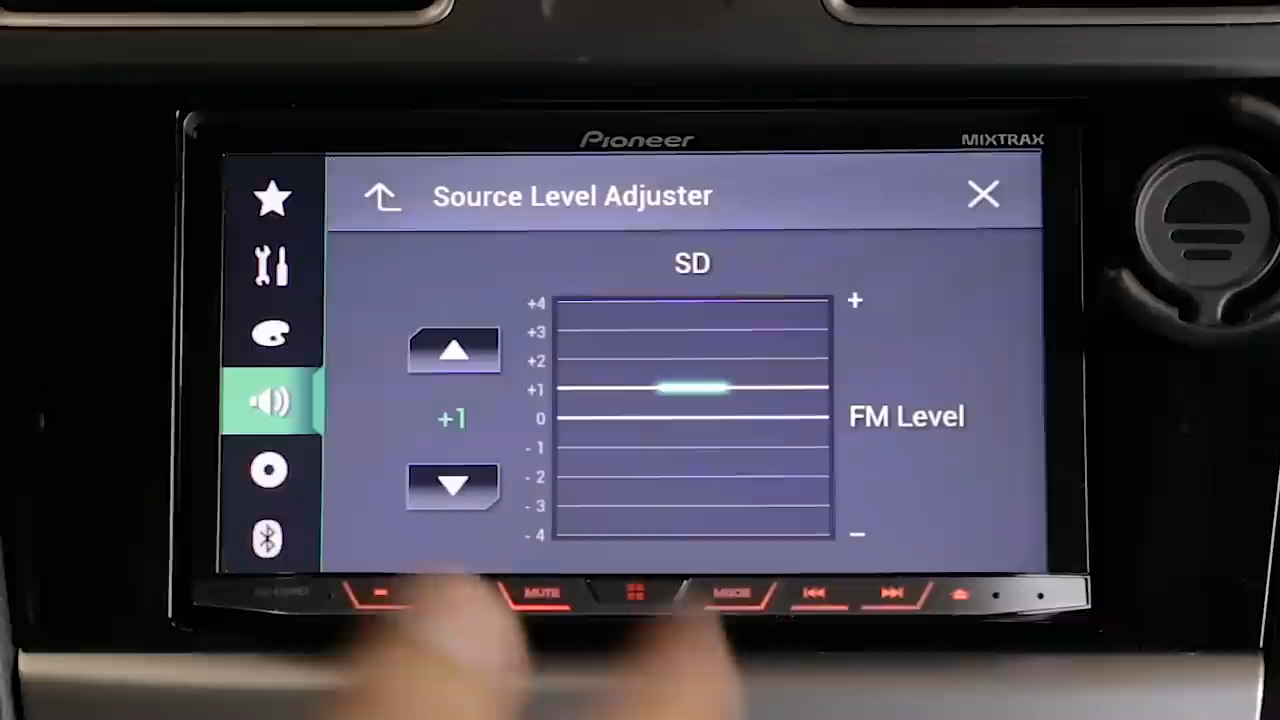 Pioneer
MIXTRAX
Source Level Adjuster
SD
+4
+
+3
+2
+1
+1
0
FM Level
- 1
- 2
- 3
- 4
−
MUTE
MODE